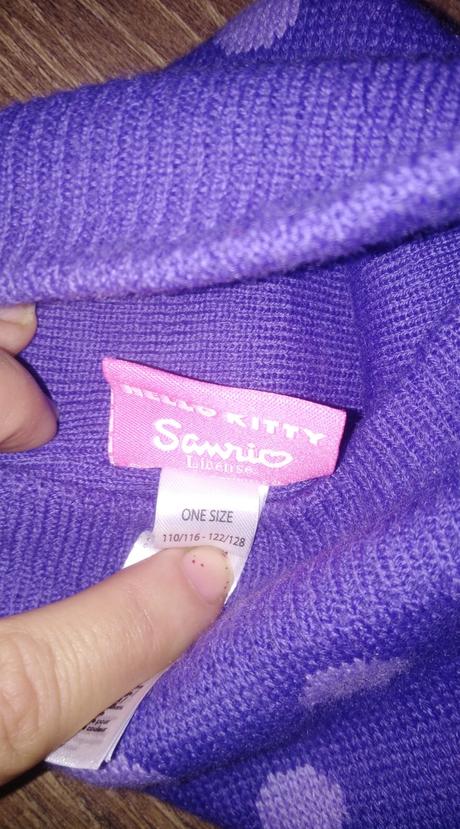 HELLO KITTY
Sanrio
License
ONE SIZE
110/116 - 122/128